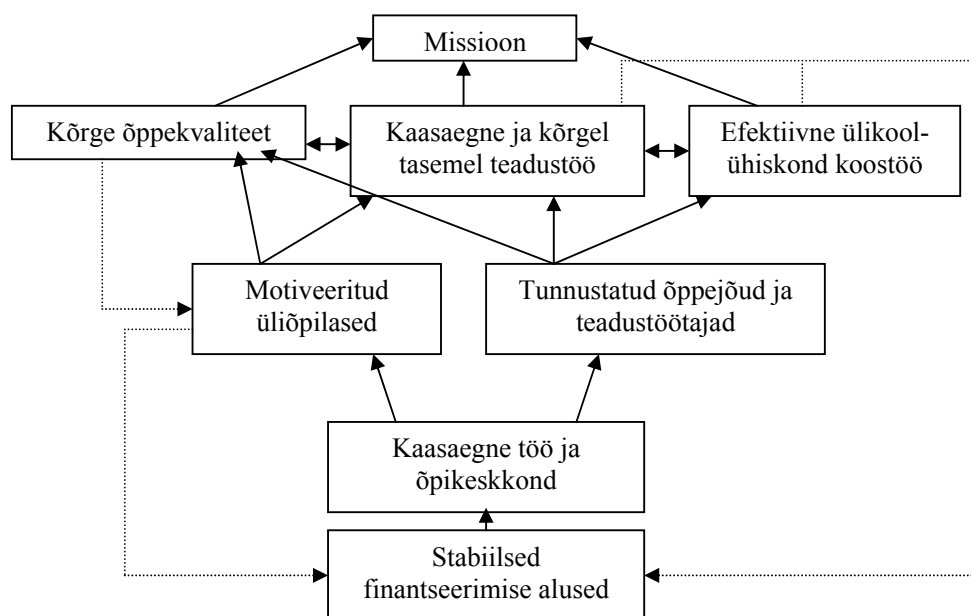 Missioon
Kõrge õppekvaliteet
Kaasaegne ja kõrgel
tasemel teadustöö
Efektiivne ülikool-
ühiskond koostöö
Motiveeritud
üliõpilased
Tunnustatud õppejõud ja
teadustöötajad
Kaasaegne töö ja
õpikeskkond
Stabiilsed
finantseerimise alused